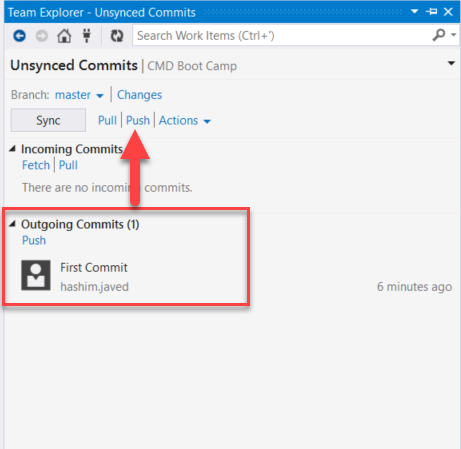 Team Explorer - Unsynced Commits
Search Work Items (Ctrl+')
Unsynced Commits | CMD Boot Camp
Branch: master | Changes
Sync Pull | Push | Actions
Incoming Commits
Fetch | Pull
There are no incoming commits.
Outgoing Commits (1)
Push
First Commit
hashim.javed 6 minutes ago